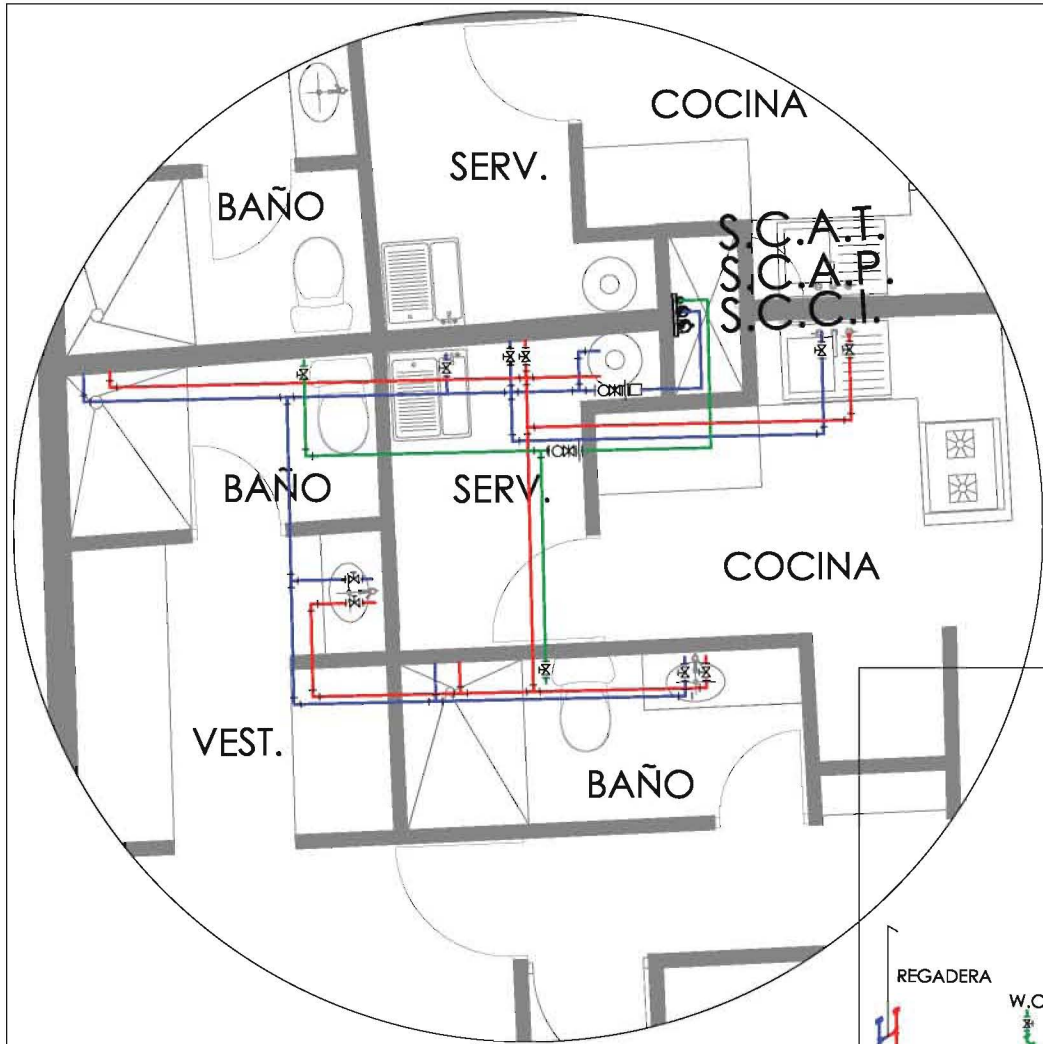 COCINA
SERV.
BAÑO
S.C.A.T.
S.C.A.P.
S.C.C.I.
BAÑO
SERV.
COCINA
VEST.
BAÑO
REGADERA
W.C